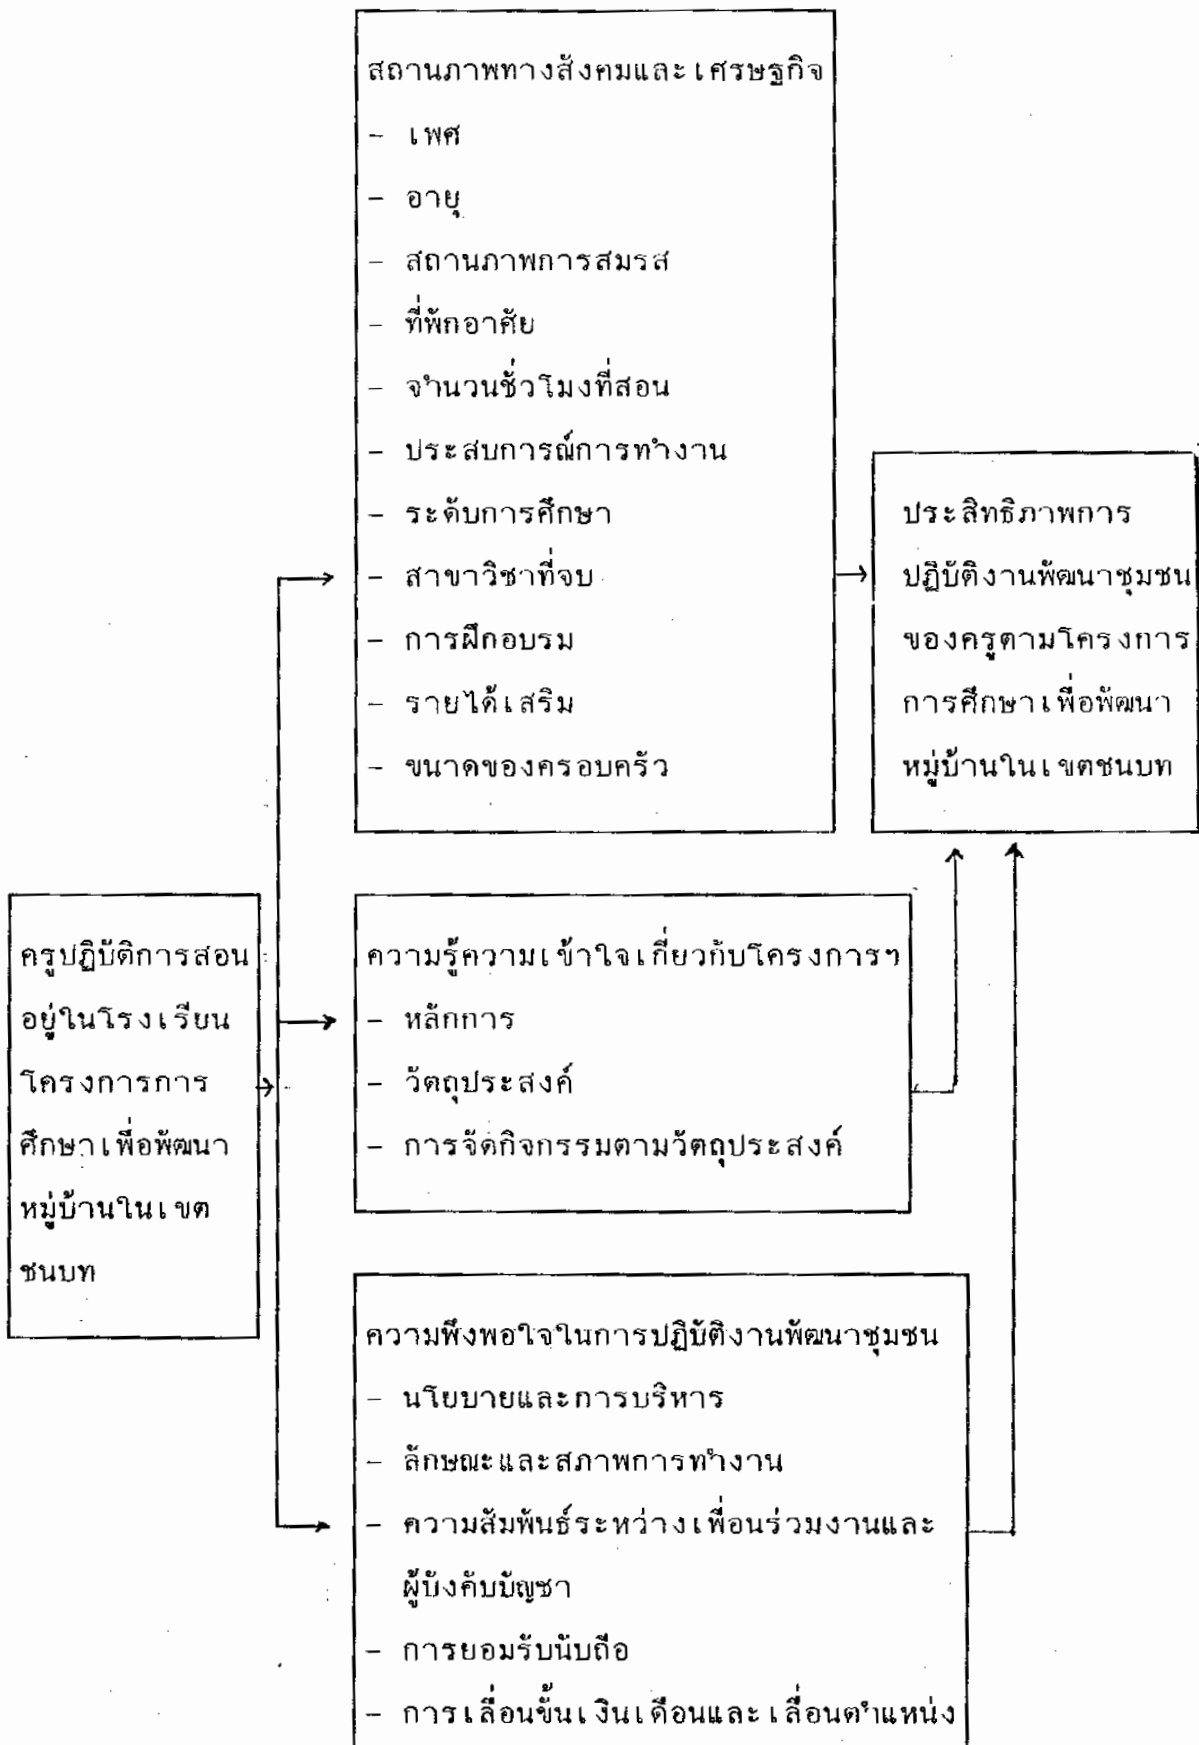 สถานภาพทางสังคมและเศรษฐกิจ
- เพศ
- อายุ
- สถานภาพการสมรส
- ที่พักอาศัย
- จำนวนชั่วโมงที่สอน
- ประสบการณ์การทำงาน
- ระดับการศึกษา
- สาขาวิชาที่จบ
- การฝึกอบรม
- รายได้เสริม
- ขนาดของครอบครัว
ประสิทธิภาพการ
ปฏิบัติงานพัฒนาชุมชน
ของครูตามโครงการ
การศึกษาเพื่อพัฒนา
หมู่บ้านในเขตชนบท
ครูปฏิบัติการสอน
อยู่ในโรงเรียน
โครงการการ
ศึกษาเพื่อพัฒนา
หมู่บ้านในเขต
ชนบท
ความรู้ความเข้าใจเกี่ยวกับโครงการฯ
- หลักการ
- วัตถุประสงค์
- การจัดกิจกรรมตามวัตถุประสงค์
ความพึงพอใจในการปฏิบัติงานพัฒนาชุมชน
- นโยบายและการบริหาร
- ลักษณะและสภาพการทำงาน
- ความสัมพันธ์ระหว่างเพื่อนร่วมงานและ
ผู้บังคับบัญชา
- การยอมรับนับถือ
- การเลื่อนขั้นเงินเดือนและเลื่อนตำแหน่ง